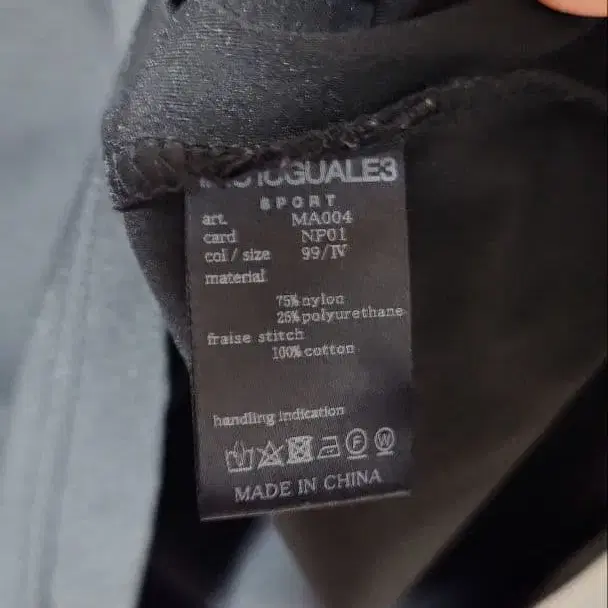 UGUALE3
SPORT
art. MA004
card NP01
col / size 99/IV
material
75% nylon
25% polyurethane
fraise stitch
100% cotton
handling indication
F W
MADE IN CHINA